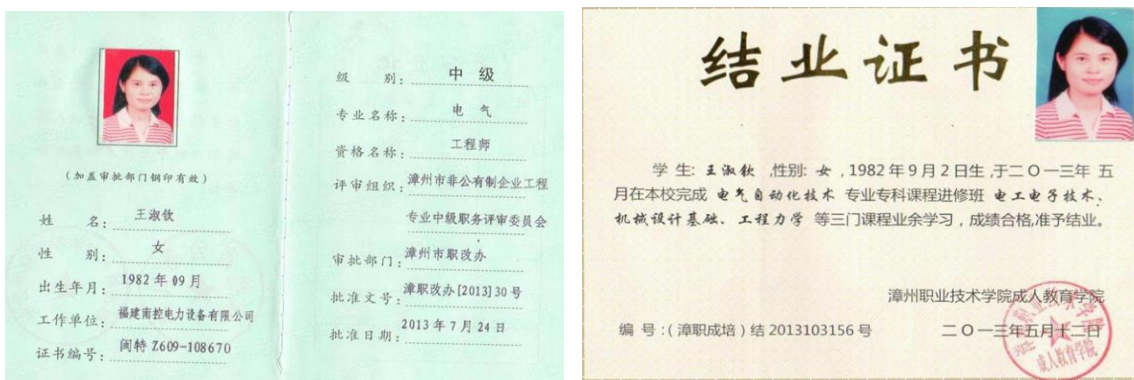 (加盖审批部门钢印有效)
姓 名: 王淑钦
性 别: 女
出生年月: 1982 年 09 月
工作单位: 福建南控电力设备有限公司
证书编号: 闽特 Z609-108670
级 别: 中 级
专业名称: 电 气
资格名称: 工程师
评审组织: 漳州市非公有制企业工程
专业中级职务评审委员会
审批部门: 漳州市职改办
批准文号: 漳职改办[2013]30 号
批准日期: 2013 年 7 月 24 日
结业证书
学 生: 王淑钦 ,性别: 女 , 1982 年 9 月 2 日生 ,于二O一三年 五
月在本校完成 电气自动化技术 专业专科课程进修班 电工电子技术、
机械设计基础、工程力学 等三门课程业余学习,成绩合格,准予结业。
漳州职业技术学院成人教育学院
编 号:(漳职成培)结 2013103156 号
二O一三年五月十二日
成人教育学院